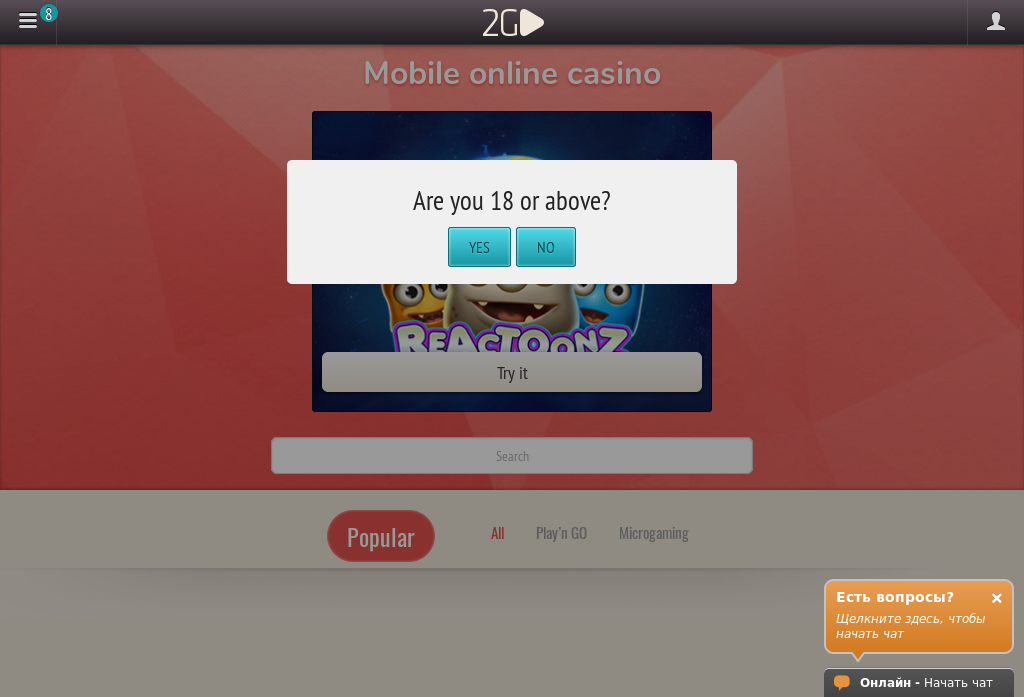 8
2G
Mobile online casino
Are you 18 or above?
YES NO
REACTOONZ
Try it
Search
Popular All Play'n GO Microgaming
Есть вопросы?
Щелкните здесь, чтобы
начать чат
Онлайн - Начать чат